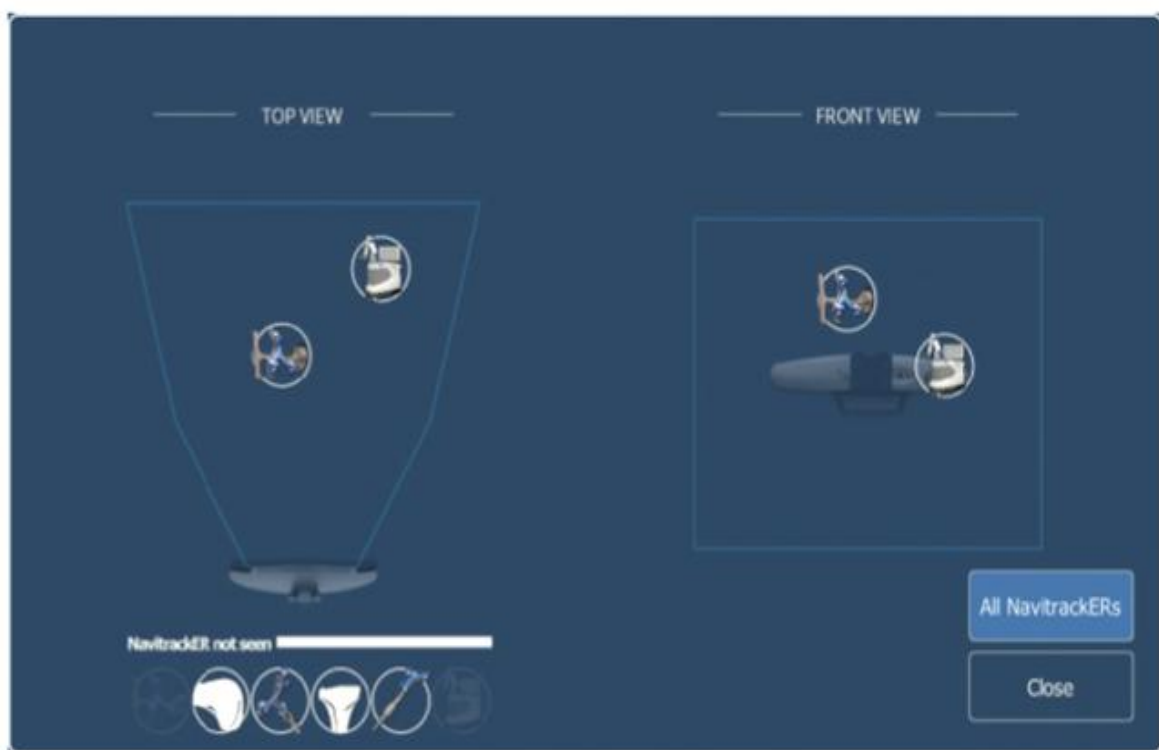 TOP VIEW
FRONT VIEW
All NavitrackERs
NavitrackER not seen
Close